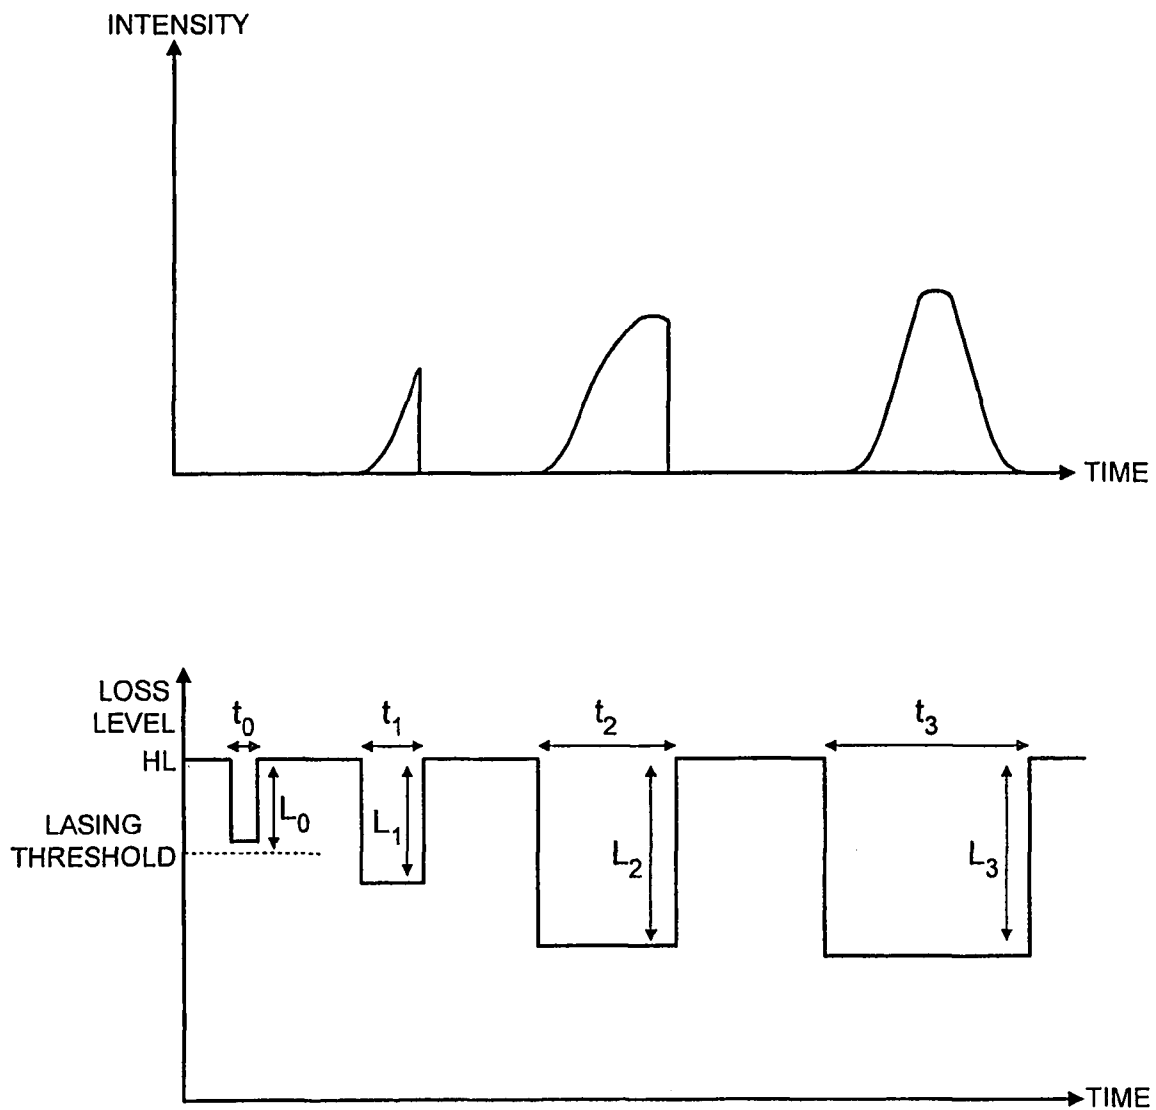 INTENSITY
TIME
LOSS
LEVEL
t0 t1 t2 t3
HL
LASING
THRESHOLD
L0 L1 L2 L3
TIME